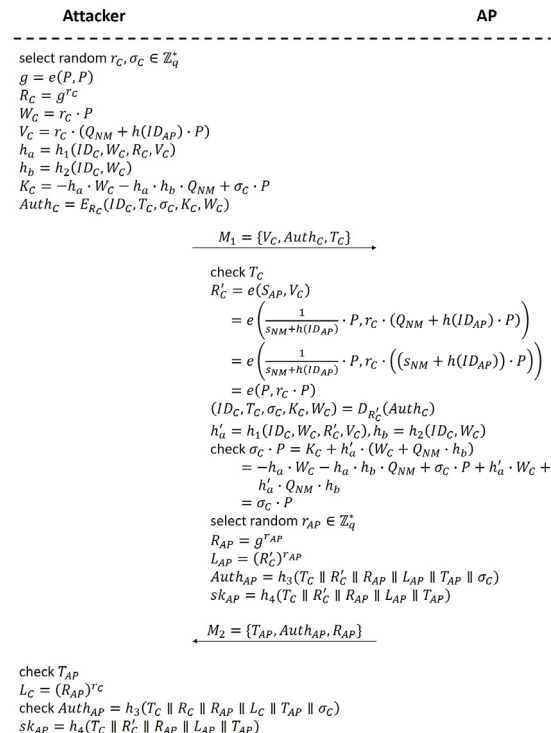 Attacker AP
select random r_C, σ_C ∈ ℤ*_q
g = e(P, P)
R_C = g^{r_C}
W_C = r_C · P
V_C = r_C · (Q_NM + h(ID_AP) · P)
h_a = h_1(ID_C, W_C, R_C, V_C)
h_b = h_2(ID_C, W_C)
K_C = −h_a · W_C − h_a · h_b · Q_NM + σ_C · P
Auth_C = E_{R_C}(ID_C, T_C, σ_C, K_C, W_C)
M_1 = {V_C, Auth_C, T_C}
check T_C
R'_C = e(S_AP, V_C)
= e(1/(s_NM+h(ID_AP)) · P, r_C · (Q_NM + h(ID_AP) · P))
= e(1/(s_NM+h(ID_AP)) · P, r_C · ((s_NM + h(ID_AP)) · P))
= e(P, r_C · P)
(ID_C, T_C, σ_C, K_C, W_C) = D_{R'_C}(Auth_C)
h'_a = h_1(ID_C, W_C, R'_C, V_C), h_b = h_2(ID_C, W_C)
check σ_C · P = K_C + h'_a · (W_C + Q_NM · h_b)
= −h_a · W_C − h_a · h_b · Q_NM + σ_C · P + h'_a · W_C +
h'_a · Q_NM · h_b
= σ_C · P
select random r_AP ∈ ℤ*_q
R_AP = g^{r_AP}
L_AP = (R'_C)^{r_AP}
Auth_AP = h_3(T_C ∥ R'_C ∥ R_AP ∥ L_AP ∥ T_AP ∥ σ_C)
sk_AP = h_4(T_C ∥ R'_C ∥ R_AP ∥ L_AP ∥ T_AP)
M_2 = {T_AP, Auth_AP, R_AP}
check T_AP
L_C = (R_AP)^{r_C}
check Auth_AP = h_3(T_C ∥ R_C ∥ R_AP ∥ L_C ∥ T_AP ∥ σ_C)
sk_AP = h_4(T_C ∥ R'_C ∥ R_AP ∥ L_AP ∥ T_AP)